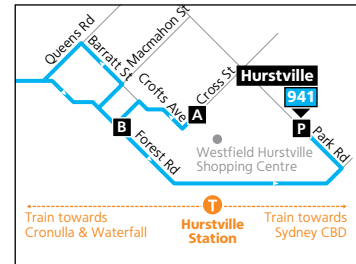 Queens Rd
Barratt St
Macmahon St
Crofts Ave
Cross St
A
Hurstville
941
P
Park Rd
B
Forest Rd
Westfield Hurstville
Shopping Centre
T
Train towards
Cronulla & Waterfall
Hurstville
Station
Train towards
Sydney CBD